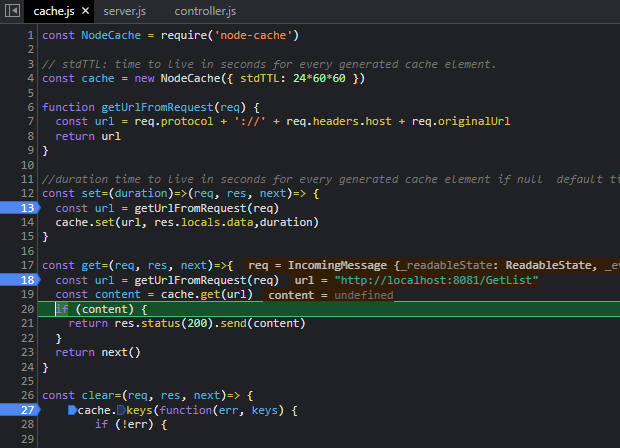 cache.js × server.js controller.js
1 const NodeCache = require('node-cache')
2
3 // stdTTL: time to live in seconds for every generated cache element.
4 const cache = new NodeCache({ stdTTL: 24*60*60 })
5
6 function getUrlFromRequest(req) {
7 const url = req.protocol + '://' + req.headers.host + req.originalUrl
8 return url
9 }
10
11 //duration time to live in seconds for every generated cache element if null  default ti
12 const set=(duration)=>(req, res, next)=> {
13 const url = getUrlFromRequest(req)
14 cache.set(url, res.locals.data,duration)
15 }
16
17 const get=(req, res, next)=>{ req = IncomingMessage {_readableState: ReadableState, _ev
18 const url = getUrlFromRequest(req) url = "http://localhost:8081/GetList"
19 const content = cache.get(url) content = undefined
20 if (content) {
21 return res.status(200).send(content)
22 }
23 return next()
24 }
25
26 const clear=(req, res, next)=> {
27 cache.keys(function(err, keys) {
28 if (!err) {
29